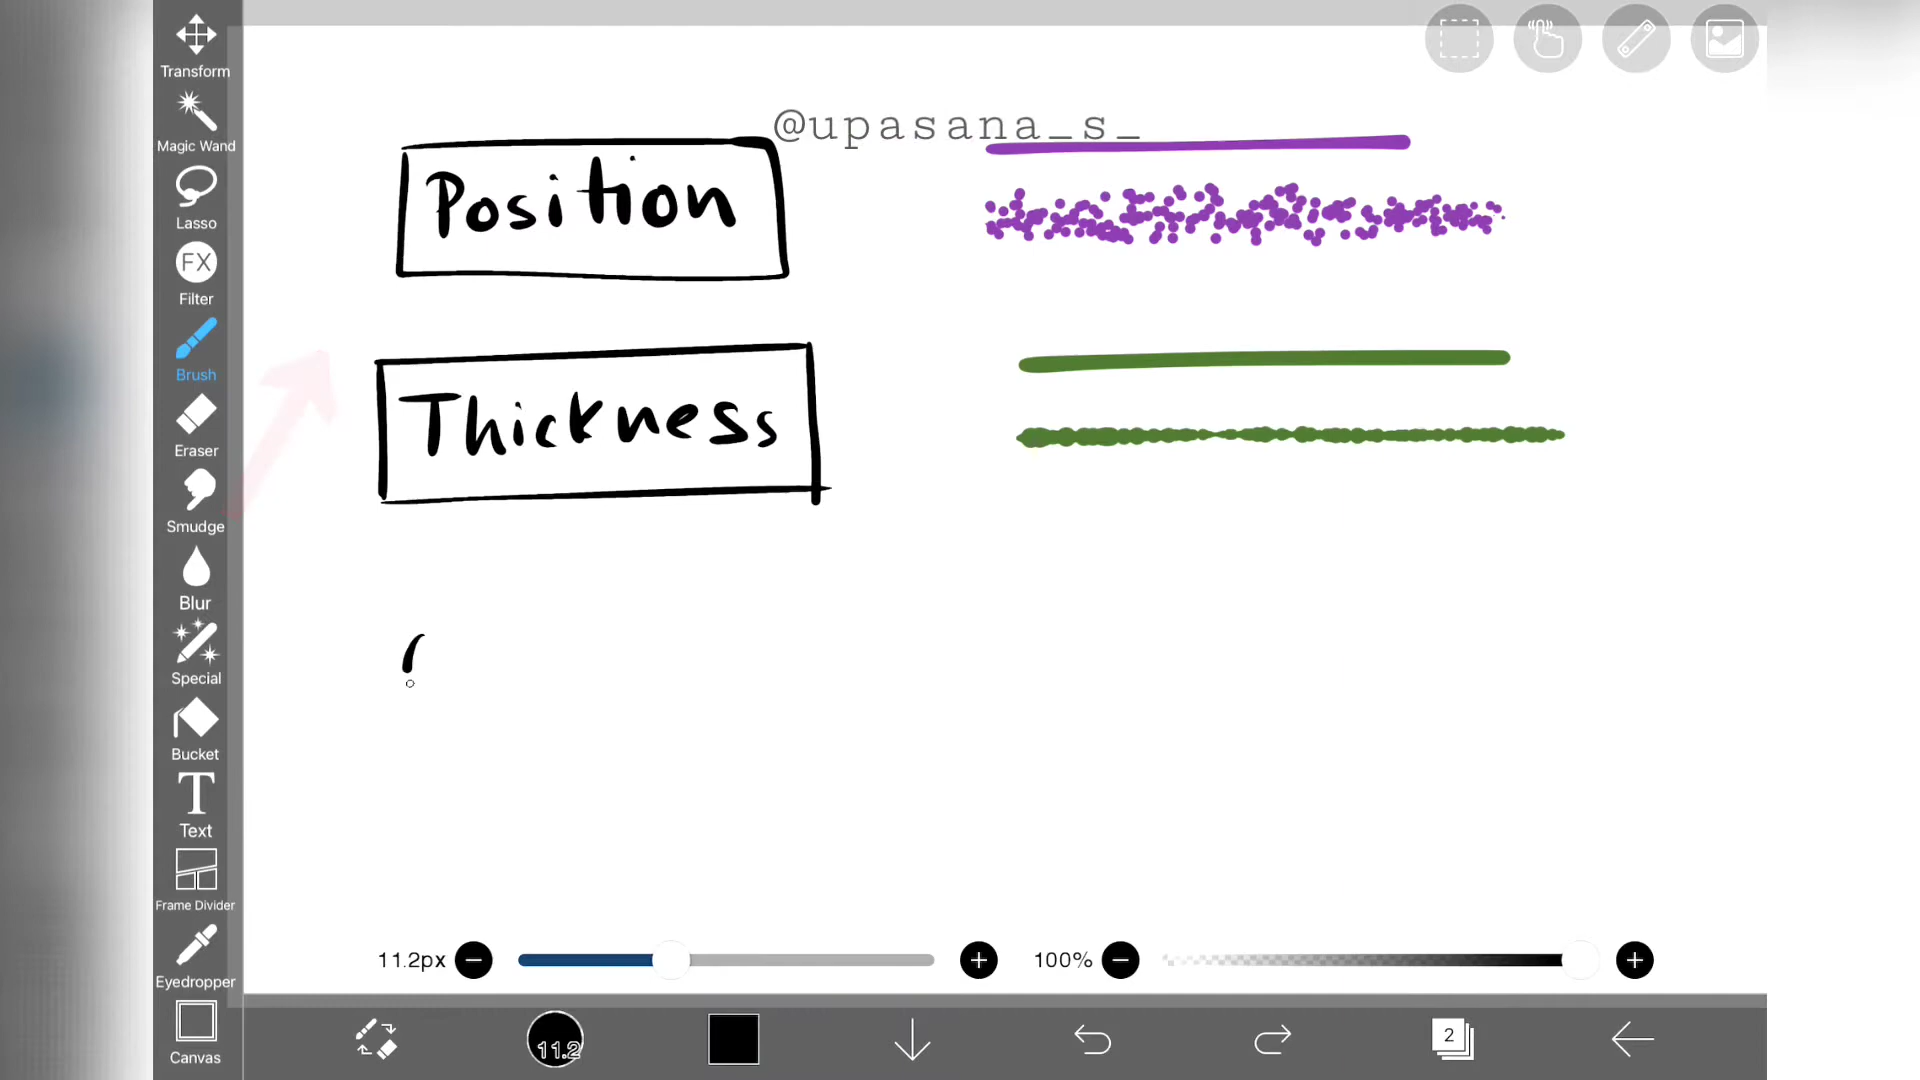 Transform
Magic Wand
Lasso
FX
Filter
Brush
Eraser
Smudge
Blur
Special
Bucket
T
Text
Frame Divider
Eyedropper
Canvas
@upasana_s_
Position
Thickness
11.2px
100%
11.2
2